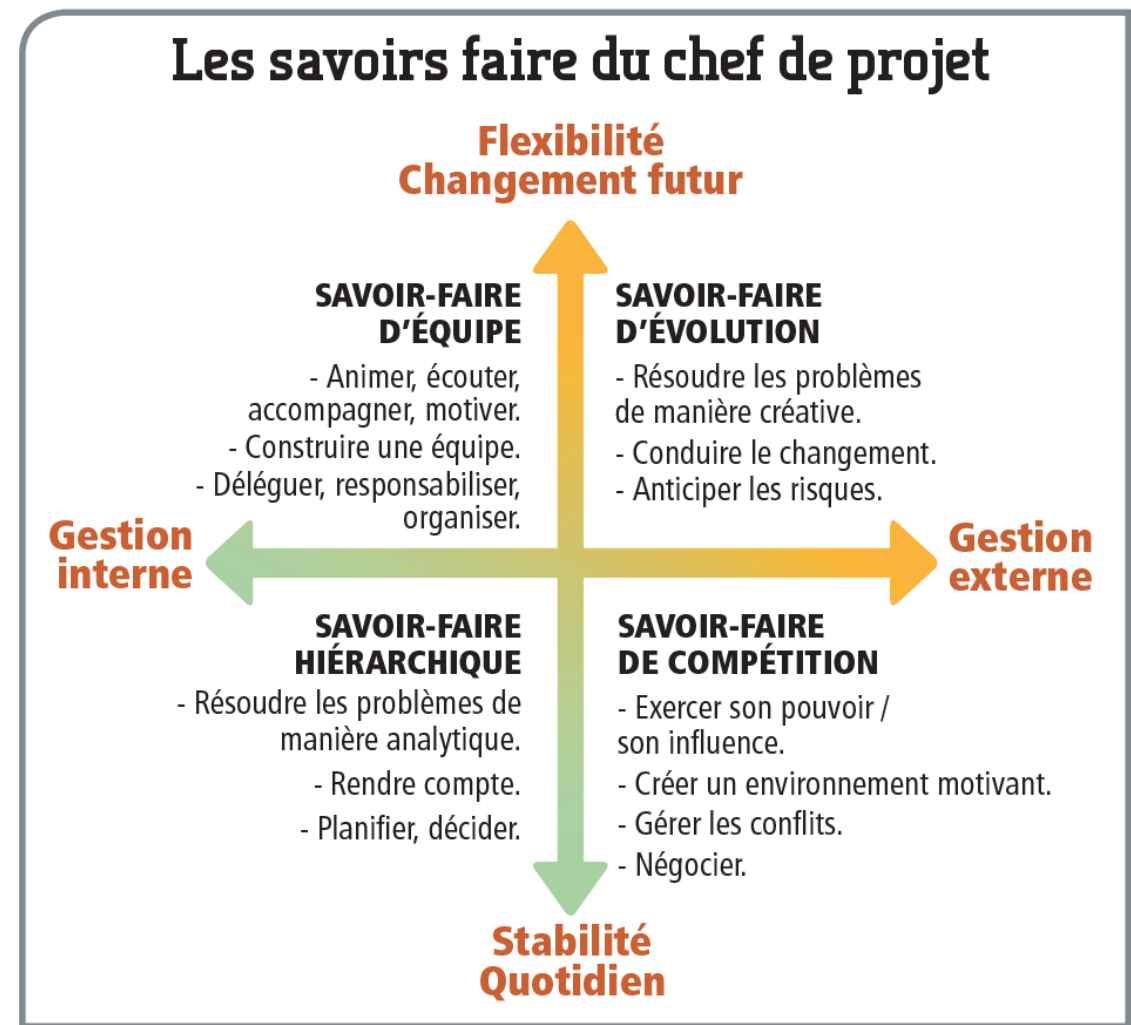 Les savoirs faire du chef de projet
Flexibilité
Changement futur
SAVOIR-FAIRE
D'ÉQUIPE
- Animer, écouter,
accompagner, motiver.
- Construire une équipe.
- Déléguer, responsabiliser,
organiser.
SAVOIR-FAIRE
D'ÉVOLUTION
- Résoudre les problèmes
de manière créative.
- Conduire le changement.
- Anticiper les risques.
Gestion
interne
Gestion
externe
SAVOIR-FAIRE
HIÉRARCHIQUE
- Résoudre les problèmes de
manière analytique.
- Rendre compte.
- Planifier, décider.
SAVOIR-FAIRE
DE COMPÉTITION
- Exercer son pouvoir /
son influence.
- Créer un environnement motivant.
- Gérer les conflits.
- Négocier.
Stabilité
Quotidien